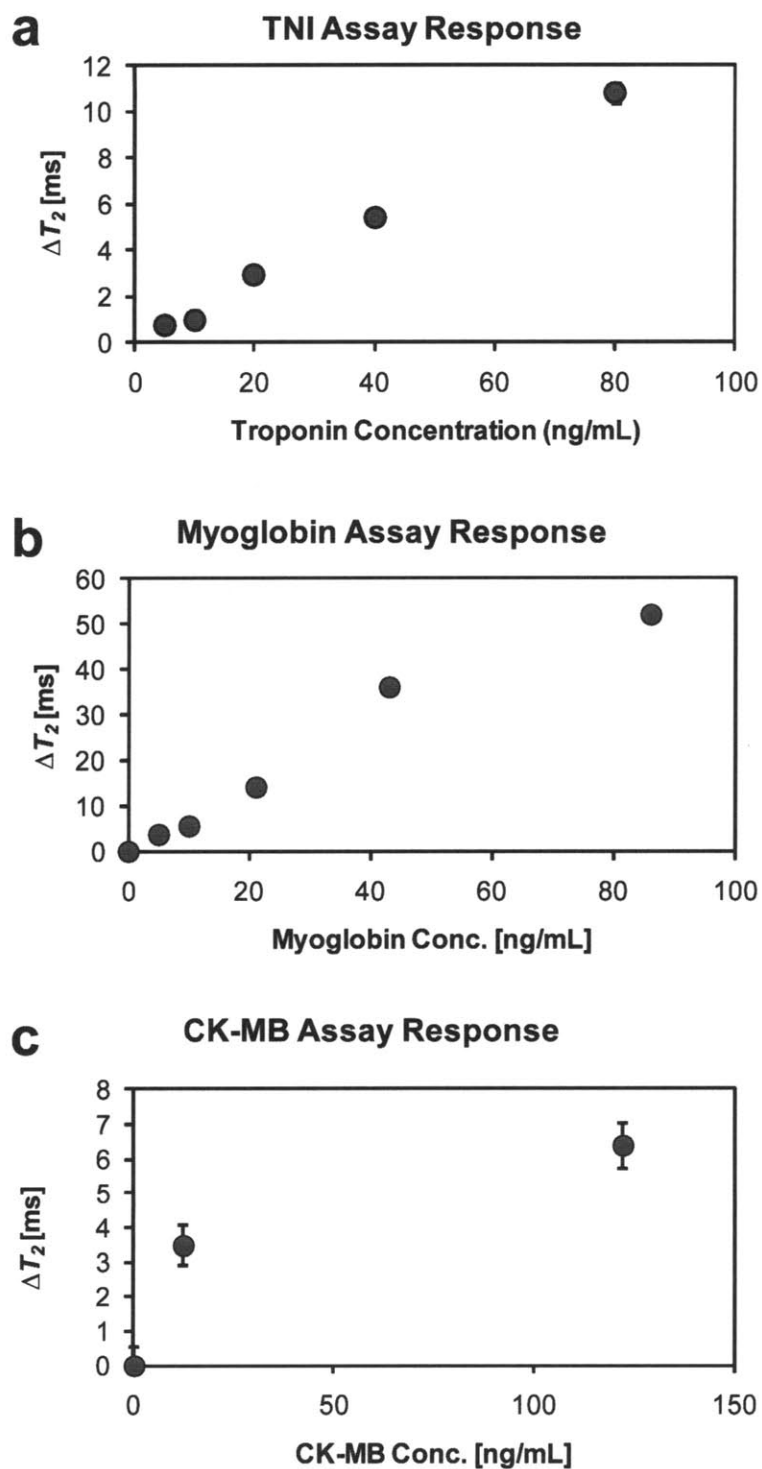 a
TNI Assay Response
12
10
8
6
4
2
0
ΔT₂ [ms]
0 20 40 60 80 100
Troponin Concentration (ng/mL)
b
Myoglobin Assay Response
60
50
40
30
20
10
0
ΔT₂ [ms]
0 20 40 60 80 100
Myoglobin Conc. [ng/mL]
c
CK-MB Assay Response
8
7
6
5
4
3
2
1
0
ΔT₂ [ms]
0 50 100 150
CK-MB Conc. [ng/mL]